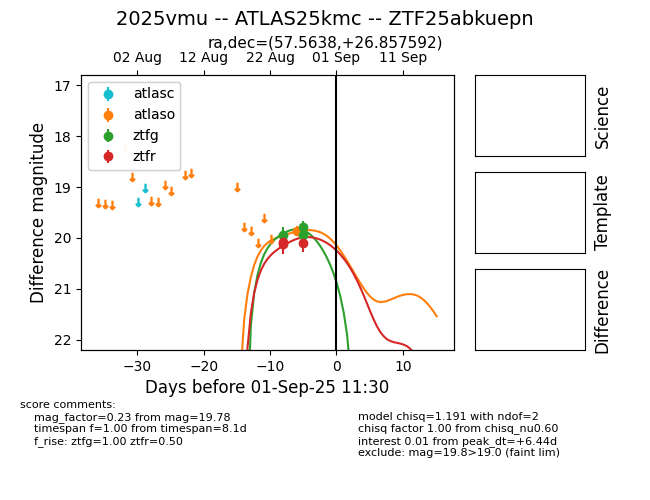 2025vmu -- ATLAS25kmc -- ZTF25abkuepn
ra,dec=(57.5638,+26.857592)
02 Aug 12 Aug 22 Aug 01 Sep 11 Sep
17
18
19
20
21
22
Difference magnitude
atlasc
atlaso
ztfg
ztfr
−30 −20 −10 0 10
Days before 01-Sep-25 11:30
Science
Template
Difference
score comments:
mag_factor=0.23 from mag=19.78
timespan f=1.00 from timespan=8.1d
f_rise: ztfg=1.00 ztfr=0.50
model chisq=1.191 with ndof=2
chisq factor 1.00 from chisq_nu0.60
interest 0.01 from peak_dt=+6.44d
exclude: mag=19.8>19.0 (faint lim)